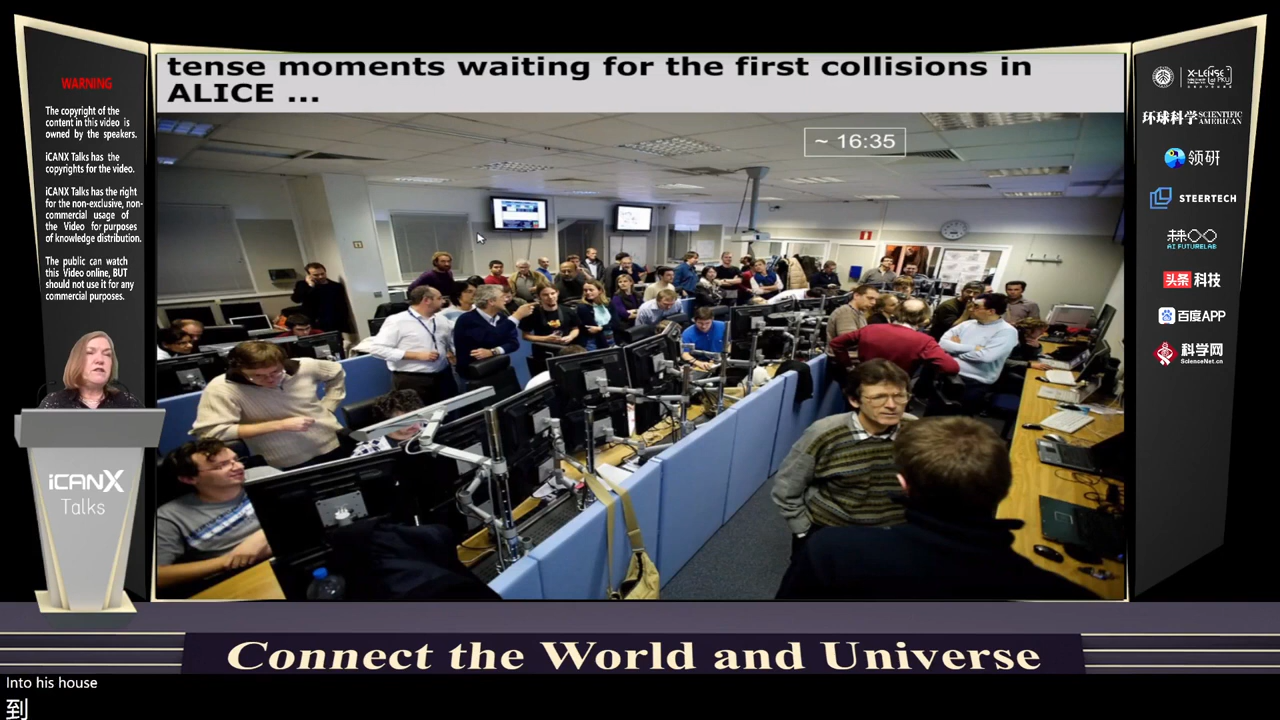 tense moments waiting for the first collisions in
ALICE ...
~ 16:35
WARNING
The copyright of the
content in this video is
owned by the speakers.
iCANX Talks has the
copyrights for the video.
iCANX Talks has the right
for the non-exclusive, non-
commercial usage of
the Video for purposes
of knowledge distribution.
The public can watch
this Video online, BUT
should not use it for any
commercial purposes.
iCANX
Talks
X-LENSE
环球科学 SCIENTIFIC AMERICAN
领研
STEERTECH
AI FUTURELAB
头条 科技
百度APP
科学网
ScienceNet.cn
Connect the World and Universe
Into his house
到